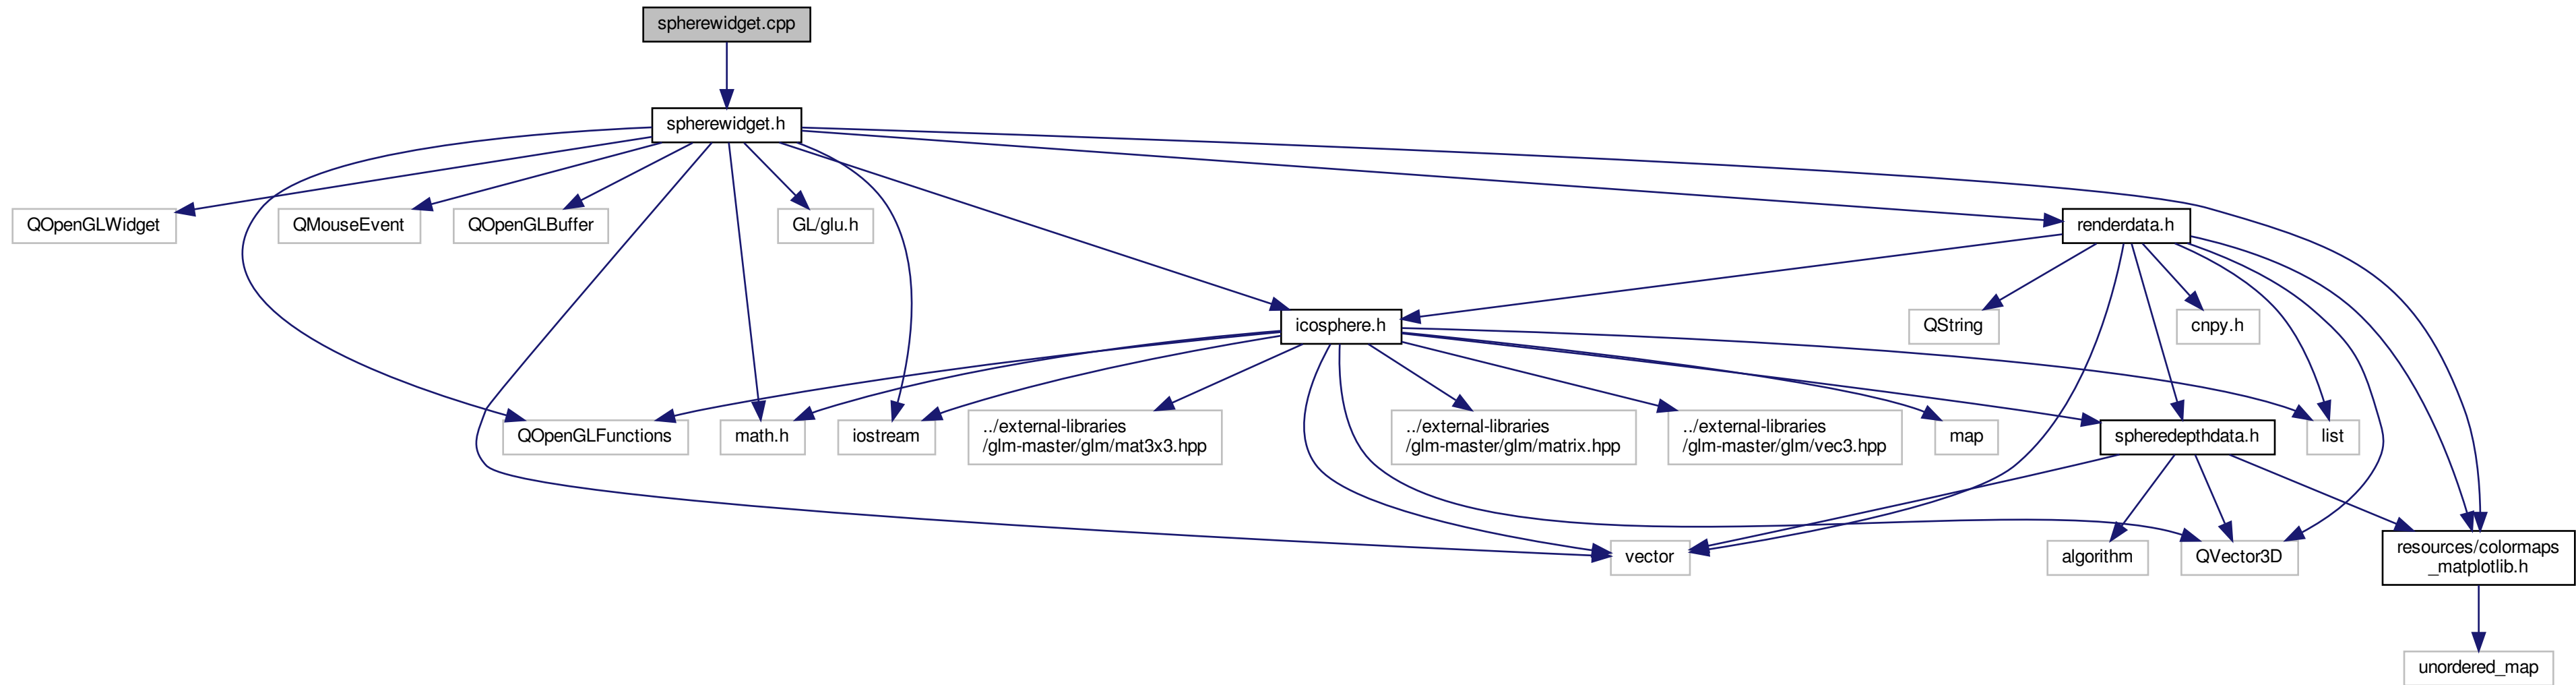 spherewidget.cpp
spherewidget.h
QOpenGLWidget
QMouseEvent
QOpenGLBuffer
GL/glu.h
renderdata.h
icosphere.h
QString
cnpy.h
QOpenGLFunctions
math.h
iostream
../external-libraries
/glm-master/glm/mat3x3.hpp
../external-libraries
/glm-master/glm/matrix.hpp
../external-libraries
/glm-master/glm/vec3.hpp
map
spheredepthdata.h
list
vector
algorithm
QVector3D
resources/colormaps
_matplotlib.h
unordered_map